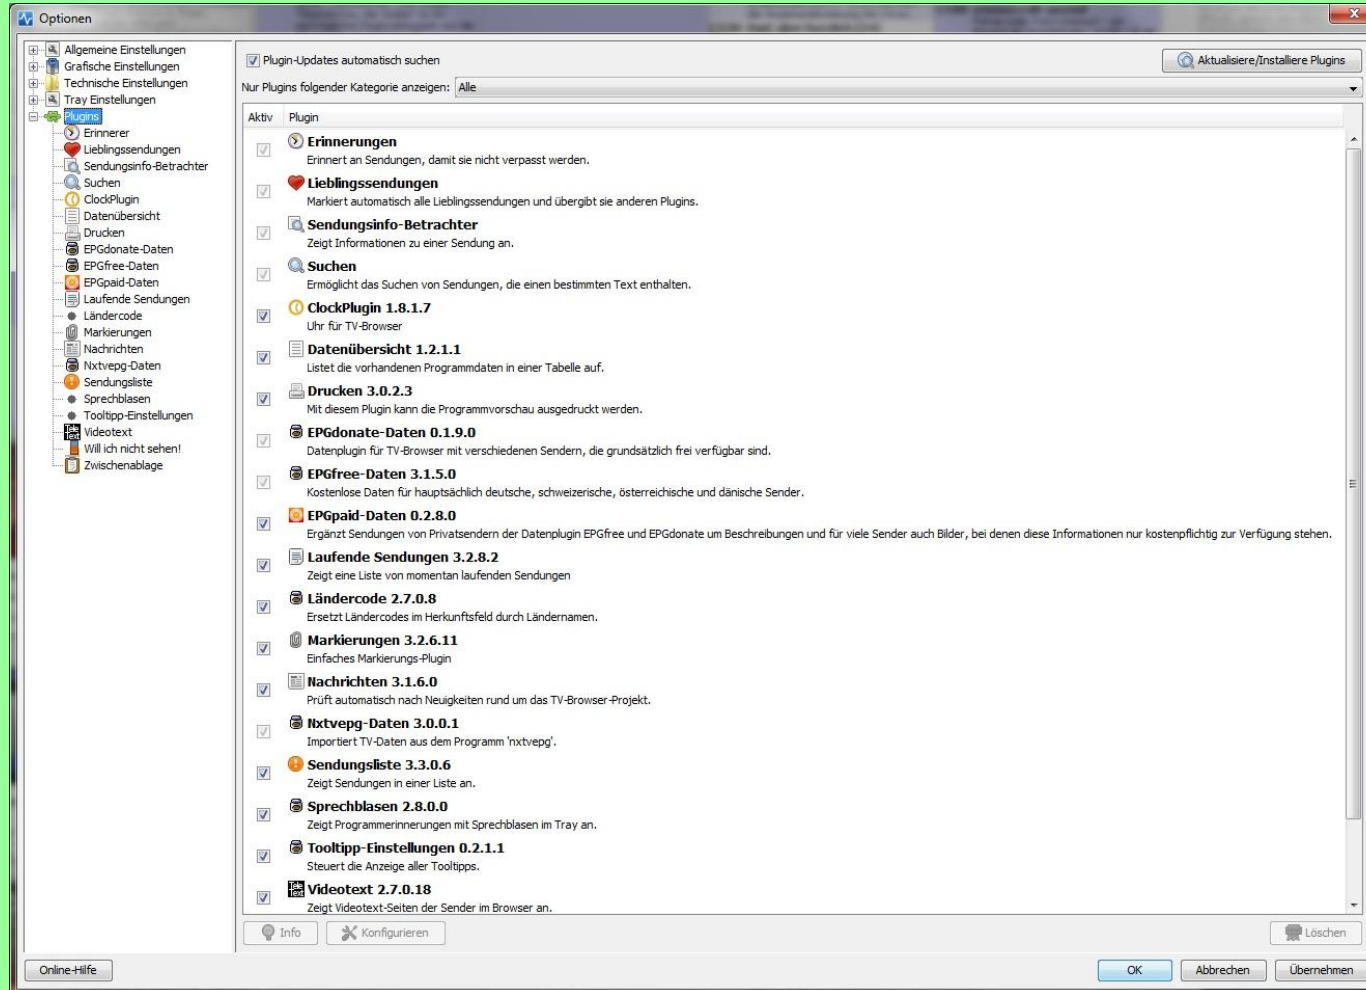 Optionen
Allgemeine Einstellungen
Grafische Einstellungen
Technische Einstellungen
Tray Einstellungen
Plugins
Erinnerer
Lieblingssendungen
Sendungsinfo-Betrachter
Suchen
ClockPlugin
Datenübersicht
Drucken
EPGdonate-Daten
EPGfree-Daten
EPGpaid-Daten
Laufende Sendungen
Ländercode
Markierungen
Nachrichten
Nxtvepg-Daten
Sendungsliste
Sprechblasen
Tooltipp-Einstellungen
Videotext
Will ich nicht sehen!
Zwischenablage
Plugin-Updates automatisch suchen
Aktualisiere/Installiere Plugins
Nur Plugins folgender Kategorie anzeigen: Alle
Aktiv Plugin
Erinnerungen
Erinnert an Sendungen, damit sie nicht verpasst werden.
Lieblingssendungen
Markiert automatisch alle Lieblingssendungen und übergibt sie anderen Plugins.
Sendungsinfo-Betrachter
Zeigt Informationen zu einer Sendung an.
Suchen
Ermöglicht das Suchen von Sendungen, die einen bestimmten Text enthalten.
ClockPlugin 1.8.1.7
Uhr für TV-Browser
Datenübersicht 1.2.1.1
Listet die vorhandenen Programmdaten in einer Tabelle auf.
Drucken 3.0.2.3
Mit diesem Plugin kann die Programmvorschau ausgedruckt werden.
EPGdonate-Daten 0.1.9.0
Datenplugin für TV-Browser mit verschiedenen Sendern, die grundsätzlich frei verfügbar sind.
EPGfree-Daten 3.1.5.0
Kostenlose Daten für hauptsächlich deutsche, schweizerische, österreichische und dänische Sender.
EPGpaid-Daten 0.2.8.0
Ergänzt Sendungen von Privatsendern der Datenplugin EPGfree und EPGdonate um Beschreibungen und für viele Sender auch Bilder, bei denen diese Informationen nur kostenpflichtig zur Verfügung stehen.
Laufende Sendungen 3.2.8.2
Zeigt eine Liste von momentan laufenden Sendungen
Ländercode 2.7.0.8
Ersetzt Ländercodes im Herkunftsfeld durch Ländernamen.
Markierungen 3.2.6.11
Einfaches Markierungs-Plugin
Nachrichten 3.1.6.0
Prüft automatisch nach Neuigkeiten rund um das TV-Browser-Projekt.
Nxtvepg-Daten 3.0.0.1
Importiert TV-Daten aus dem Programm 'nxtvepg'.
Sendungsliste 3.3.0.6
Zeigt Sendungen in einer Liste an.
Sprechblasen 2.8.0.0
Zeigt Programmerinnerungen mit Sprechblasen im Tray an.
Tooltipp-Einstellungen 0.2.1.1
Steuert die Anzeige aller Tooltipps.
Videotext 2.7.0.18
Zeigt Videotext-Seiten der Sender im Browser an.
Info
Konfigurieren
Löschen
Online-Hilfe
OK
Abbrechen
Übernehmen